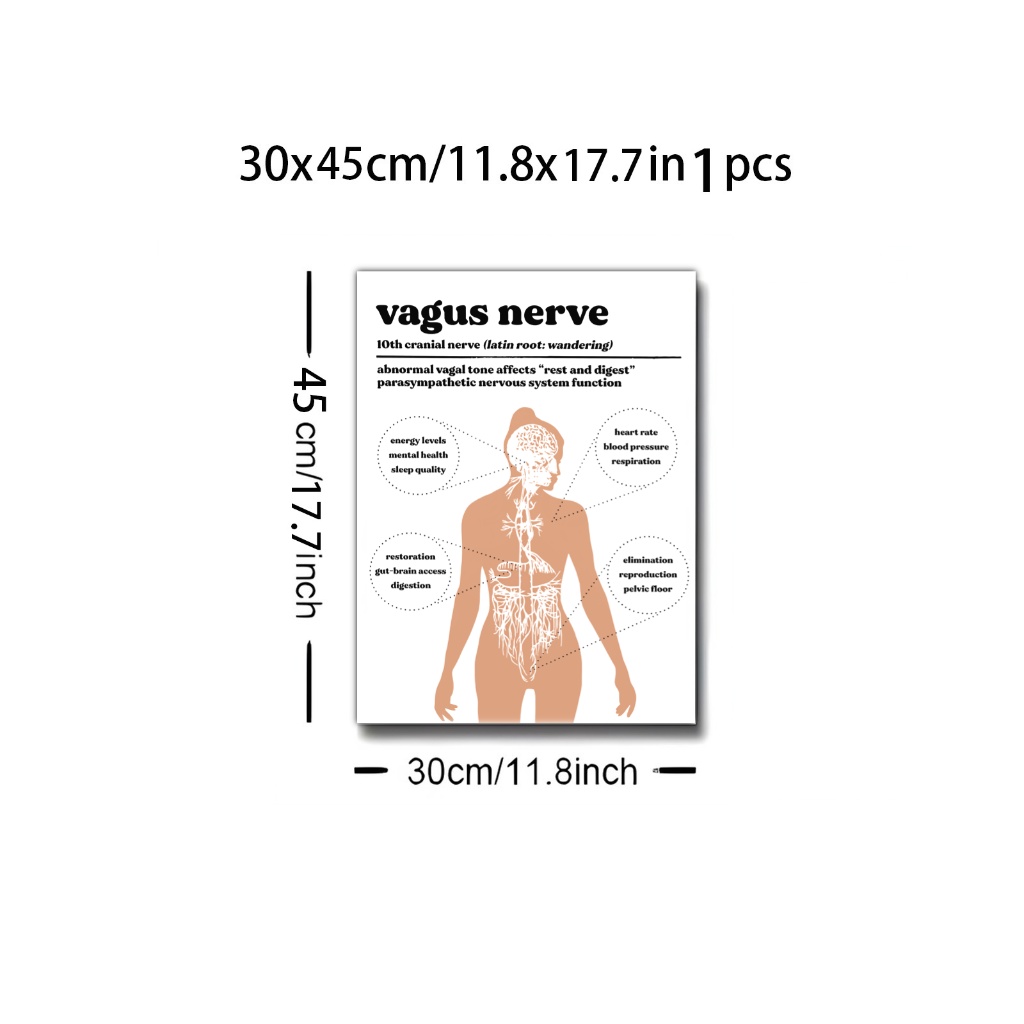 30x45cm/11.8x17.7in 1 pcs
vagus nerve
10th cranial nerve (latin root: wandering)
abnormal vagal tone affects “rest and digest”
parasympathetic nervous system function
energy levels
mental health
sleep quality
heart rate
blood pressure
respiration
restoration
gut-brain access
digestion
elimination
reproduction
pelvic floor
45 cm/17.7inch
30cm/11.8inch